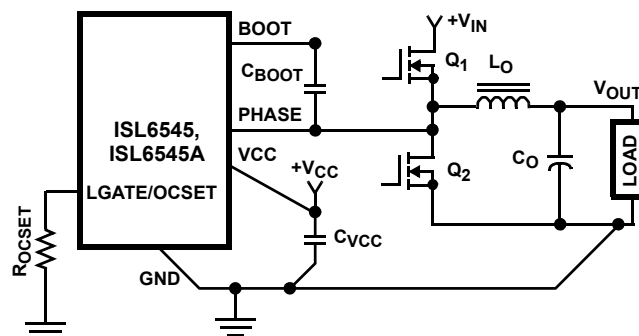 BOOT
+VIN
Q1
LO
CBOOT
VOUT
PHASE
ISL6545,
ISL6545A
VCC
+VCC
Q2
CO
LOAD
LGATE/OCSET
CVCC
ROCSET
GND